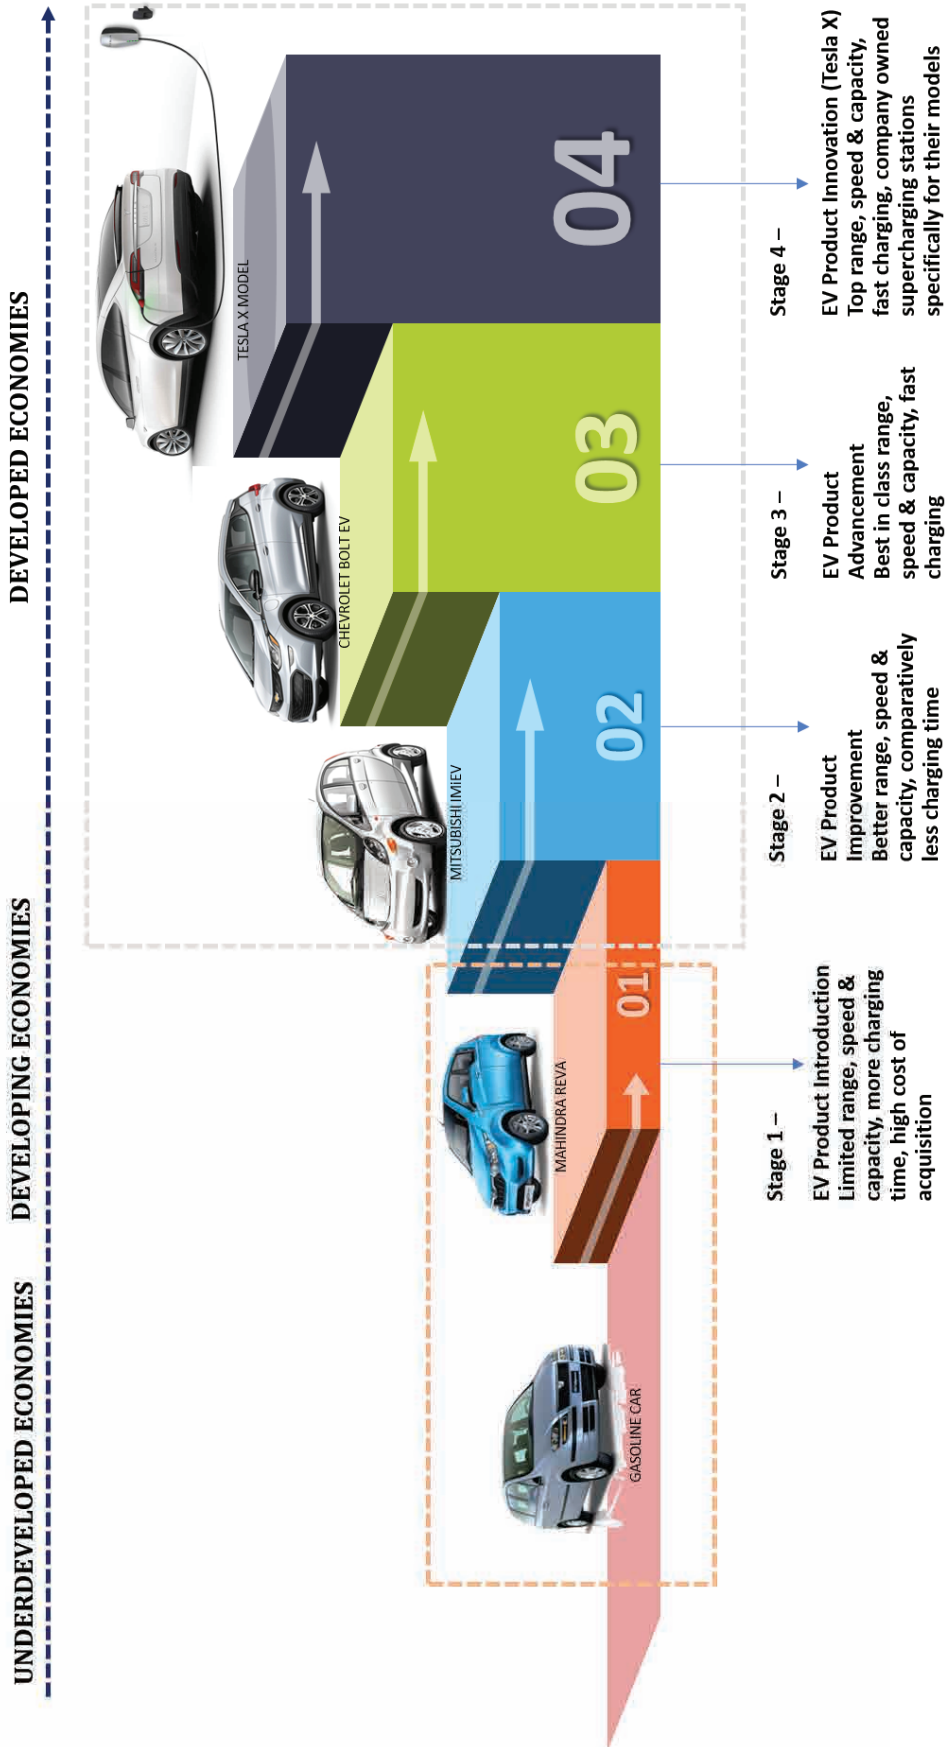 UNDERDEVELOPED ECONOMIES
DEVELOPING ECONOMIES
DEVELOPED ECONOMIES
GASOLINE CAR
MAHINDRA REVA
MITSUBISHI IMiEV
CHEVROLET BOLT EV
TESLA X MODEL
01
02
03
04
Stage 1 –
EV Product Introduction
Limited range, speed &
capacity, more charging
time, high cost of
acquisition
Stage 2 –
EV Product
Improvement
Better range, speed &
capacity, comparatively
less charging time
Stage 3 –
EV Product
Advancement
Best in class range,
speed & capacity, fast
charging
Stage 4 –
EV Product Innovation (Tesla X)
Top range, speed & capacity,
fast charging, company owned
supercharging stations
specifically for their models